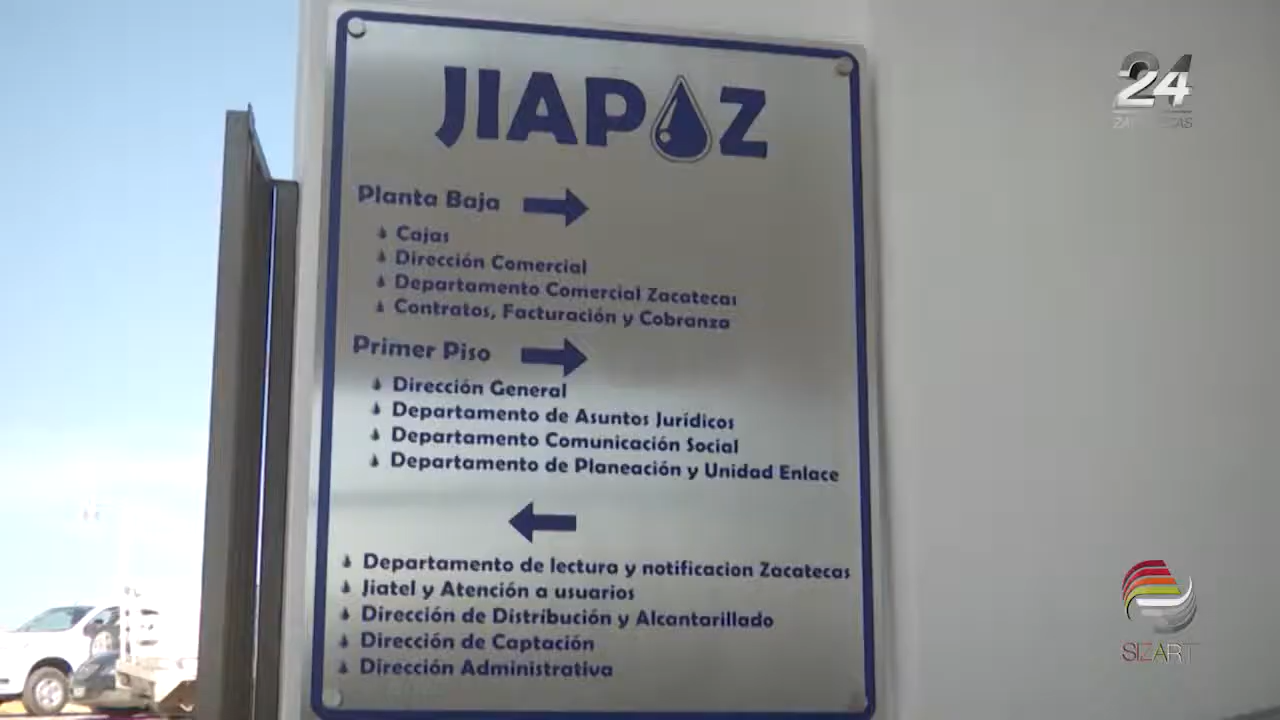 JIAPAZ
Planta Baja
Cajas
Dirección Comercial
Departamento Comercial Zacatecas
Contratos, Facturación y Cobranza
Primer Piso
Dirección General
Departamento de Asuntos Jurídicos
Departamento Comunicación Social
Departamento de Planeación y Unidad Enlace
Departamento de lectura y notificacion Zacatecas
Jiatel y Atención a usuarios
Dirección de Distribución y Alcantarillado
Dirección de Captación
Dirección Administrativa
24
ZACATECAS
SIZART